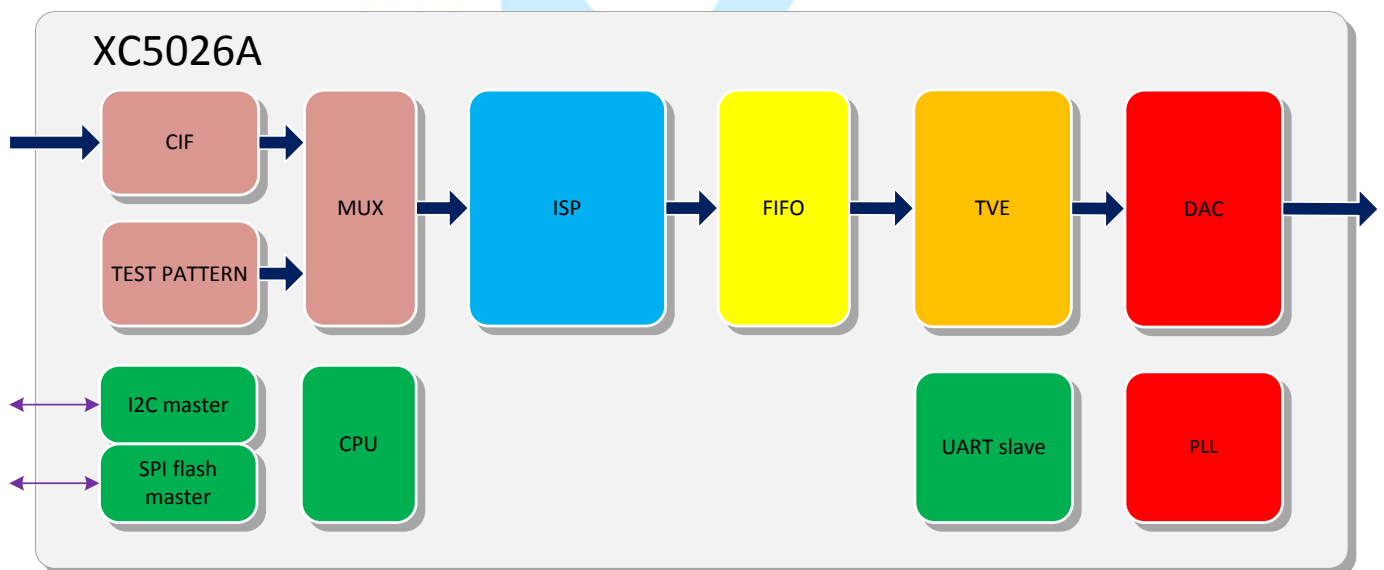 XC5026A
CIF
TEST PATTERN
MUX
ISP
FIFO
TVE
DAC
I2C master
SPI flash
master
CPU
UART slave
PLL